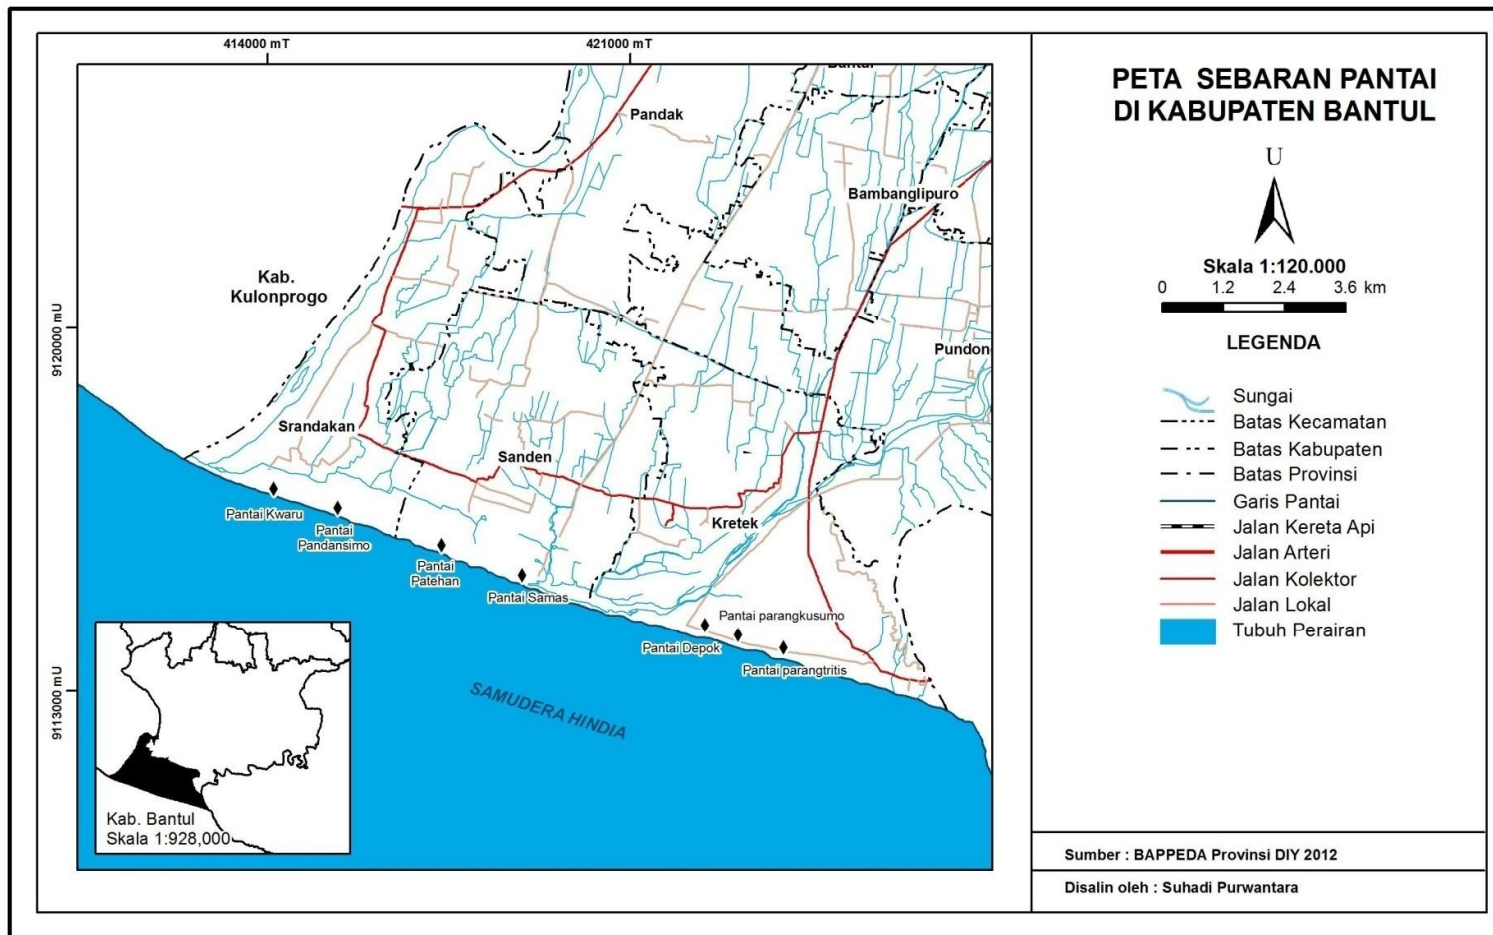 414000 mT
421000 mT
9120000 mU
9113000 mU
Bantul
Pandak
Bambanglipuro
Kab.
Kulonprogo
Pundong
Srandakan
Sanden
Kretek
Pantai Kwaru
Pantai
Pandansimo
Pantai
Patehan
Pantai Samas
Pantai parangkusumo
Pantai Depok
Pantai parangtritis
SAMUDERA HINDIA
Kab. Bantul
Skala 1:928,000
PETA SEBARAN PANTAI
DI KABUPATEN BANTUL
U
Skala 1:120.000
0 1.2 2.4 3.6 km
LEGENDA
Sungai
Batas Kecamatan
Batas Kabupaten
Batas Provinsi
Garis Pantai
Jalan Kereta Api
Jalan Arteri
Jalan Kolektor
Jalan Lokal
Tubuh Perairan
Sumber : BAPPEDA Provinsi DIY 2012
Disalin oleh : Suhadi Purwantara